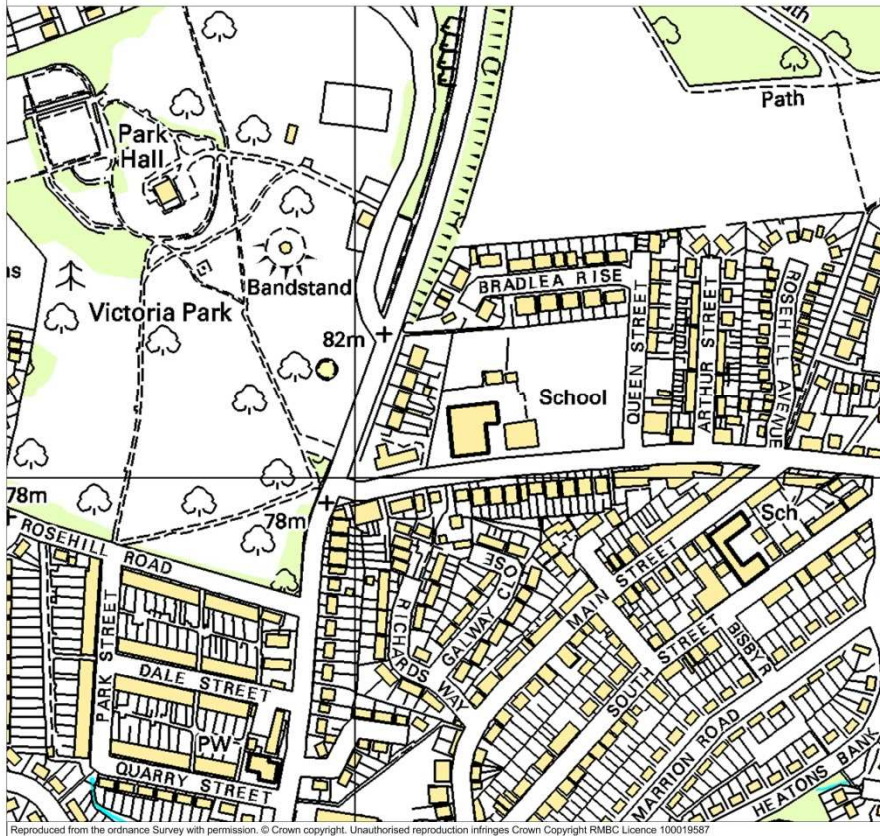 Path
Park
Hall
Bandstand
Victoria Park
82m
BRADLEA RISE
QUEEN STREET
ARTHUR STREET
ROSEHILL AVENUE
School
78m
78m
ROSEHILL ROAD
Sch
PARK STREET
DALE STREET
PW
QUARRY STREET
RICHARDS WAY
GALWAY CLOSE
MAIN STREET
SOUTH STREET
BISBYR
MARRION ROAD
HEATONS BANK
Reproduced from the ordnance Survey with permission. © Crown copyright. Unauthorised reproduction infringes Crown Copyright RMBC Licence 100019587